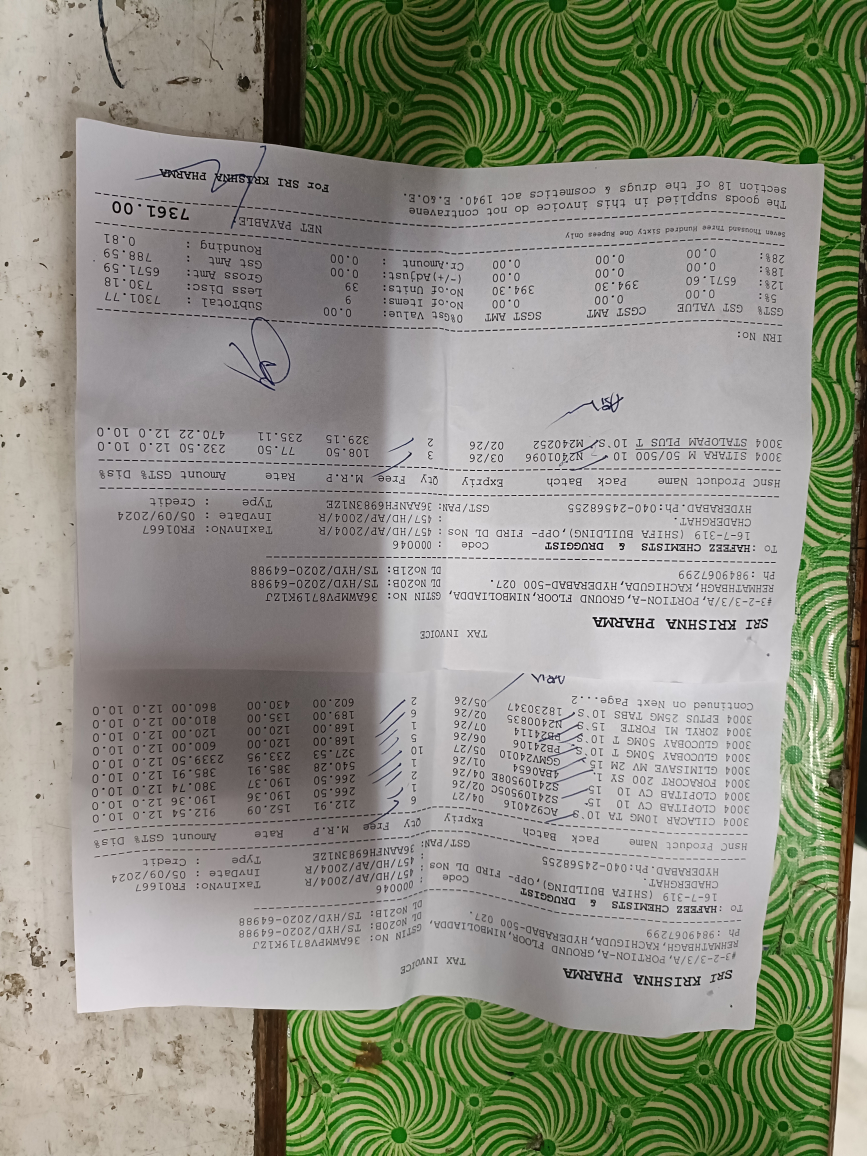 TAX INVOICE
SRI KRISHNA PHARMA
#3-2-3/3/A, PORTION-A, GROUND FLOOR, NIMBOLIADDA, GSTIN No: 36AWMPV8719K1ZJ
REHMATHBAGH, KACHIGUDA, HYDERABAD-500 027. DL No20B: TS/HYD/2020-64988
Ph :9849067299 DL No21B: TS/HYD/2020-64988
To: HAFEEZ CHEMISTS & DRUGGIST Code : 000046 TaxInvNo: FR01667
16-7-319 (SHIFA BUILDING),OPP- FIRD DL Nos : 457/HD/AP/2004/R InvDate : 05/09/2024
CHADERGHAT. : 457/HD/AP/2004/R Type : Credit
HYDERABAD.Ph:040-24568255 GST/PAN: 36AANFH6983N1ZE
Hsnc Product Name Pack Batch Expriy Qty Free M.R.P Rate Amount GST% Dis%
3004 CILACAR 10MG TA 10'S AC924016 04/27 6 212.91 152.09 912.54 12.0 10.0
3004 CLOPITAB CV 10 15 02/26 1 266.50 190.36 190.36 12.0 10.0
3004 CLOPITAB CV 10 15 04/26 2 266.50 190.37 380.74 12.0 10.0
3004 FORACORT 200 SY 1. 4BA054 01/26 1 540.28 385.91 385.91 12.0 10.0
3004 GLIMISAVE MV 2M 15 05/27 10 327.53 233.95 2339.50 12.0 10.0
3004 GLUCOBUY 50MG T 10'S PB24106 06/26 5 168.00 120.00 600.00 12.0 10.0
3004 GLUCOBUY 50MG T 10'S PB24114 07/26 1 168.00 120.00 120.00 12.0 10.0
3004 ZORYL M1 FORTE 15'S N2400835 02/26 6 189.00 135.00 810.00 12.0 10.0
3004 EPTUS 25MG TABS 10'S 18230347 05/26 2 602.00 430.00 860.00 12.0 10.0
Continued on Next Page...2
TAX INVOICE
SRI KRISHNA PHARMA
#3-2-3/3/A, PORTION-A, GROUND FLOOR, NIMBOLIADDA, GSTIN No: 36AWMPV8719K1ZJ
REHMATHBAGH, KACHIGUDA, HYDERABAD-500 027. DL No20B: TS/HYD/2020-64988
Ph :9849067299 DL No21B: TS/HYD/2020-64988
To: HAFEEZ CHEMISTS & DRUGGIST Code : 000046 TaxInvNo: FR01667
16-7-319 (SHIFA BUILDING),OPP- FIRD DL Nos : 457/HD/AP/2004/R InvDate : 05/09/2024
CHADERGHAT. : 457/HD/AP/2004/R Type : Credit
HYDERABAD.Ph:040-24568255 GST/PAN: 36AANFH6983N1ZE
Hsnc Product Name Pack Batch Expriy Qty Free M.R.P Rate Amount GST% Dis%
3004 SITARA M 50/500 10 N2401096 03/26 3 108.50 77.50 232.50 12.0 10.0
3004 STALOPAM PLUS T 10'S M240252 02/26 2 329.15 235.11 470.22 12.0 10.0
IRN No:
GST% GST VALUE CGST AMT SGST AMT 0%Gst Value: 0.00 SubTotal : 7301.77
5%: 0.00 0.00 0.00 No.of Items: 9 Less Disc: 730.18
12%: 6571.60 394.30 394.30 No.of Units: 39 Gross Amt: 6571.59
18%: 0.00 0.00 0.00 (-/+)Adjust: 0.00 Gst Amt : 788.59
28%: 0.00 0.00 0.00 Cr.Amount : 0.00 Rounding : 0.81
Seven Thousand Three Hundred Sixty One Rupees Only
NET PAYABLE: 7361.00
The goods supplied in this invoice do not contravene
section 18 of the drugs & cosmetics act 1940. E.&O.E.
For SRI KRISHNA PHARMA